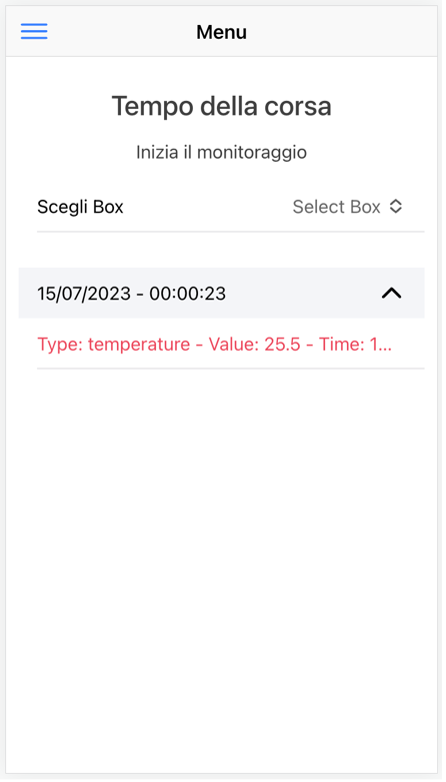 Menu
Tempo della corsa
Inizia il monitoraggio
Scegli Box Select Box
15/07/2023 - 00:00:23
Type: temperature - Value: 25.5 - Time: 1...